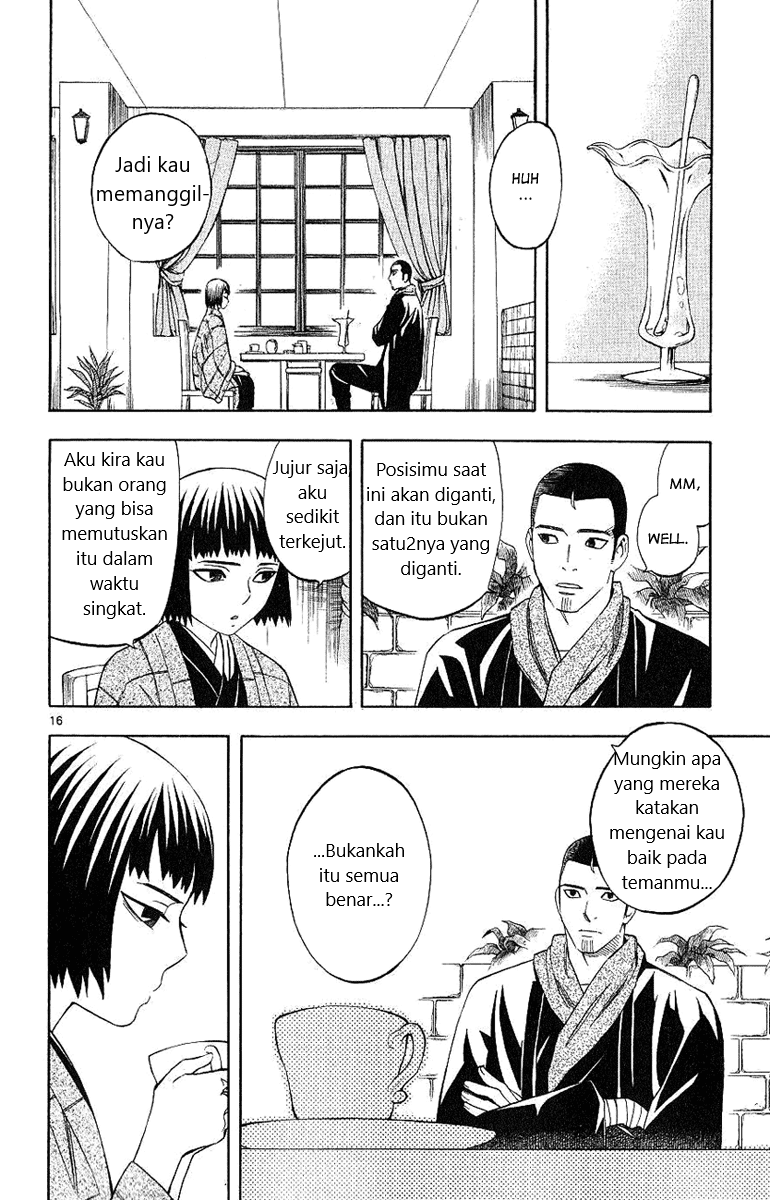 HUH
...
Jadi kau
memanggil-
nya?
MM,
WELL.
Posisimu saat
ini akan diganti,
dan itu bukan
satu2nya yang
diganti.
Jujur saja,
aku
sedikit
terkejut.
Aku kira kau
bukan orang
yang bisa
memutuskan
itu dalam
waktu
singkat.
16
Mungkin apa
yang mereka
katakan
mengenai kau
baik pada
temanmu...
...Bukankah
itu semua
benar...?